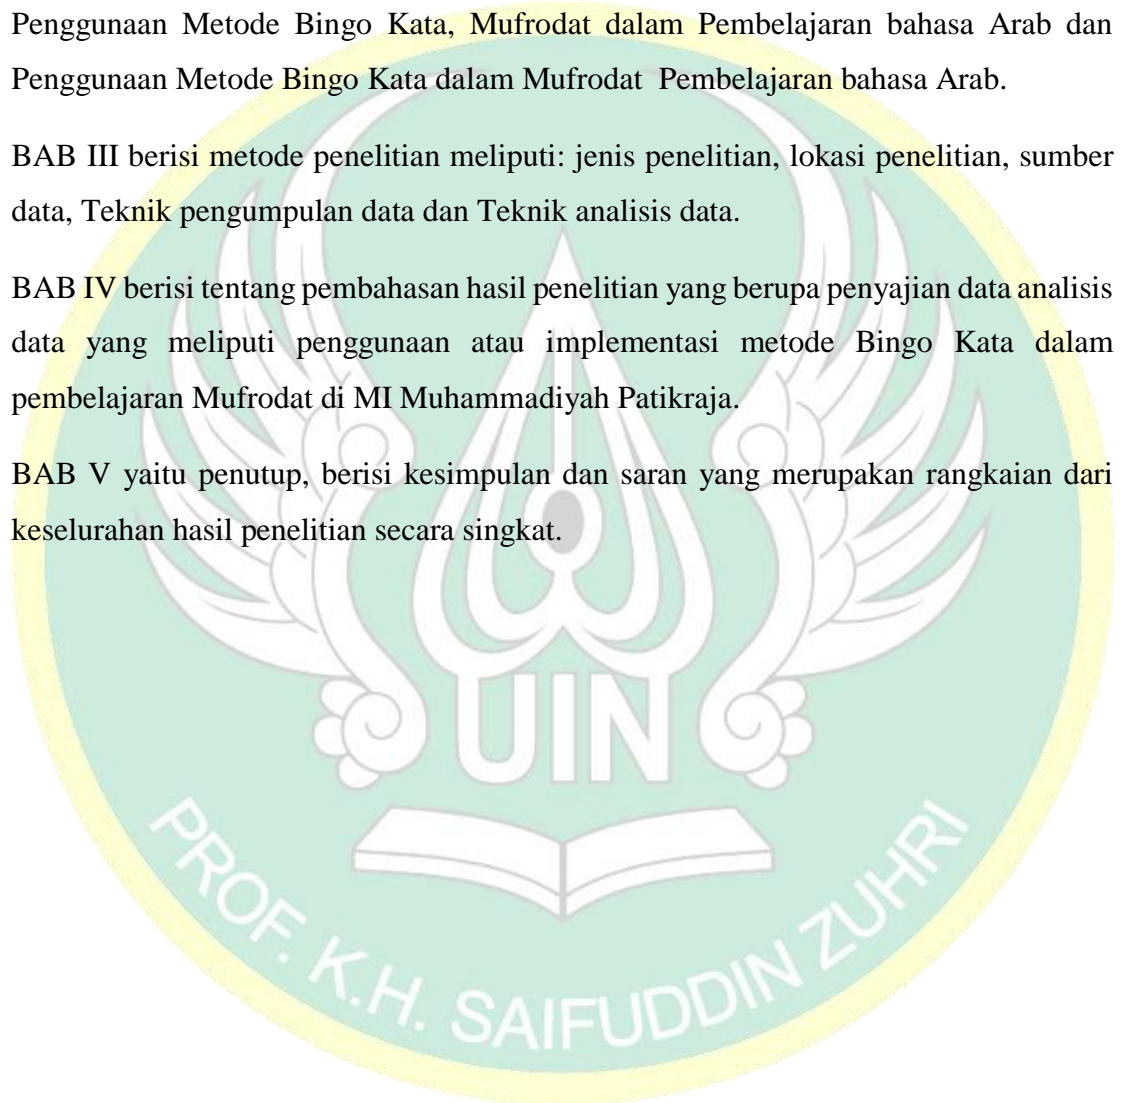 Penggunaan Metode Bingo Kata, Mufrodat dalam Pembelajaran bahasa Arab dan
Penggunaan Metode Bingo Kata dalam Mufrodat Pembelajaran bahasa Arab.
BAB III berisi metode penelitian meliputi: jenis penelitian, lokasi penelitian, sumber
data, Teknik pengumpulan data dan Teknik analisis data.
BAB IV berisi tentang pembahasan hasil penelitian yang berupa penyajian data analisis
data yang meliputi penggunaan atau implementasi metode Bingo Kata dalam
pembelajaran Mufrodat di MI Muhammadiyah Patikraja.
BAB V yaitu penutup, berisi kesimpulan dan saran yang merupakan rangkaian dari
keselurahan hasil penelitian secara singkat.
UIN
PROF. K.H. SAIFUDDIN ZUHRI